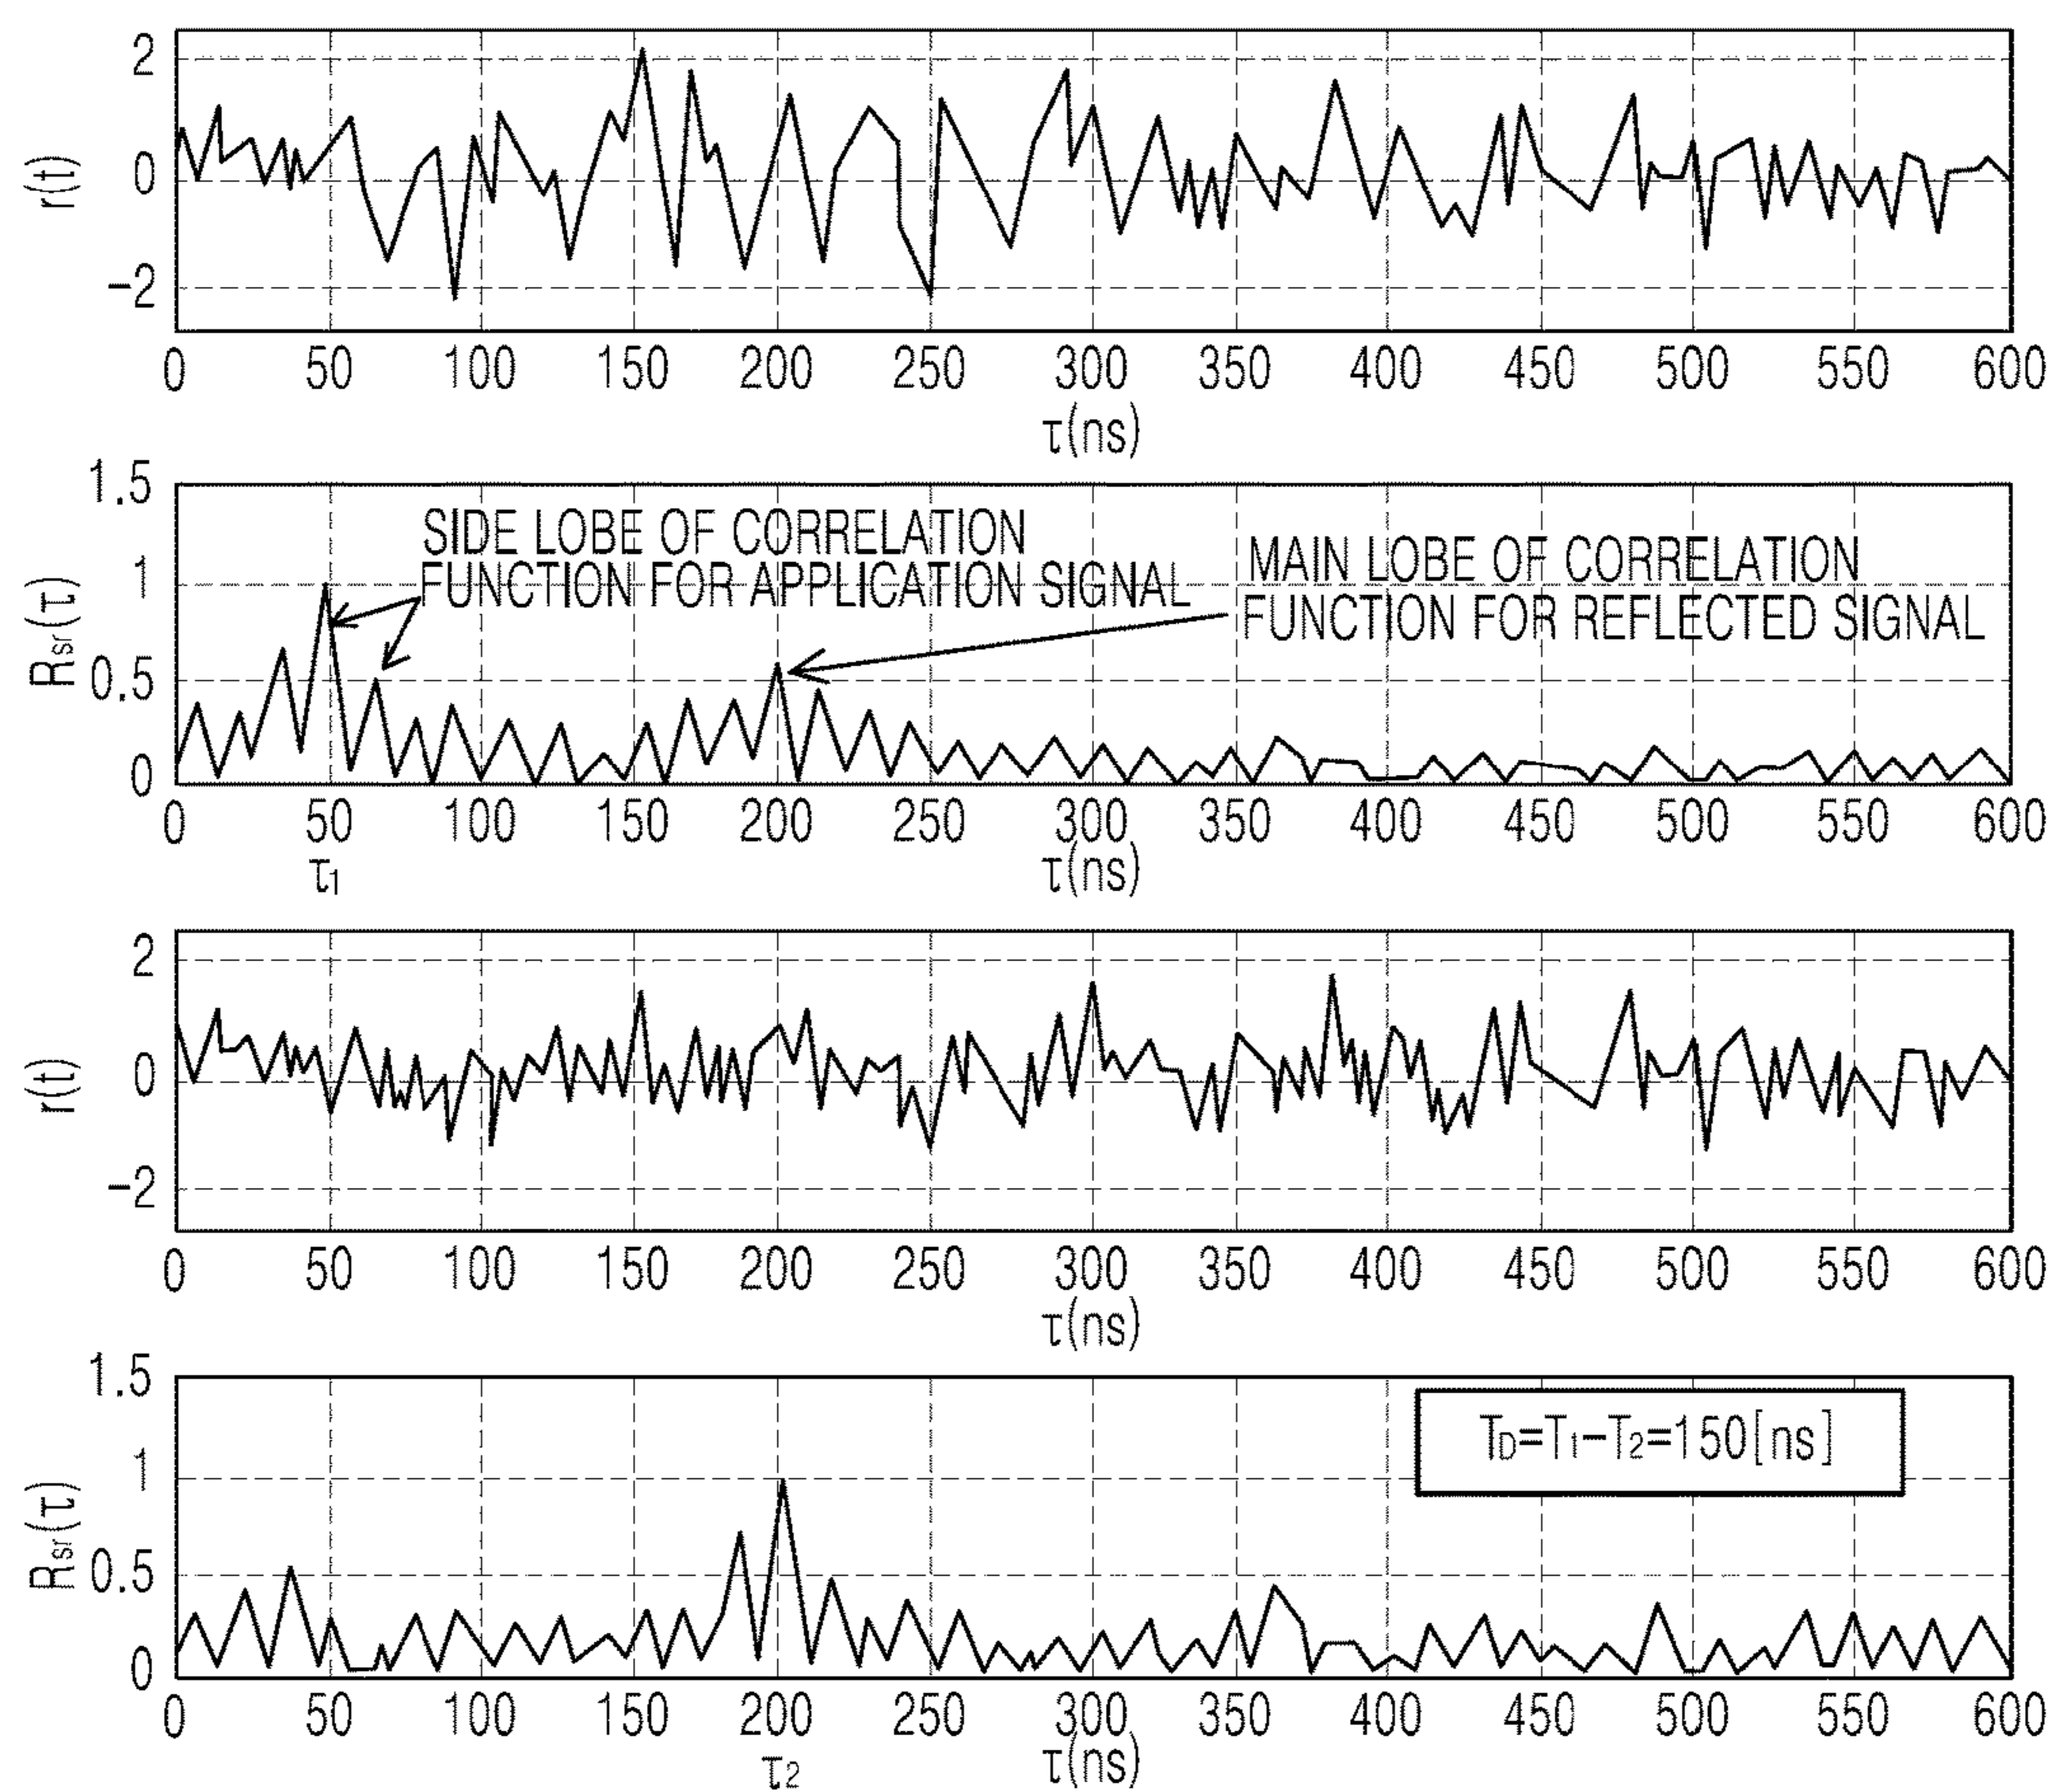 2
0
-2
r(t)
0 50 100 150 200 250 300 350 400 450 500 550 600
τ(ns)
1.5
1
0.5
0
Rsr(τ)
SIDE LOBE OF CORRELATION
FUNCTION FOR APPLICATION SIGNAL
MAIN LOBE OF CORRELATION
FUNCTION FOR REFLECTED SIGNAL
0 50 100 150 200 250 300 350 400 450 500 550 600
τ1 τ(ns)
2
0
-2
r(t)
0 50 100 150 200 250 300 350 400 450 500 550 600
τ(ns)
1.5
1
0.5
0
Rsr(τ)
TD=T1-T2=150[ns]
0 50 100 150 200 250 300 350 400 450 500 550 600
τ2 τ(ns)